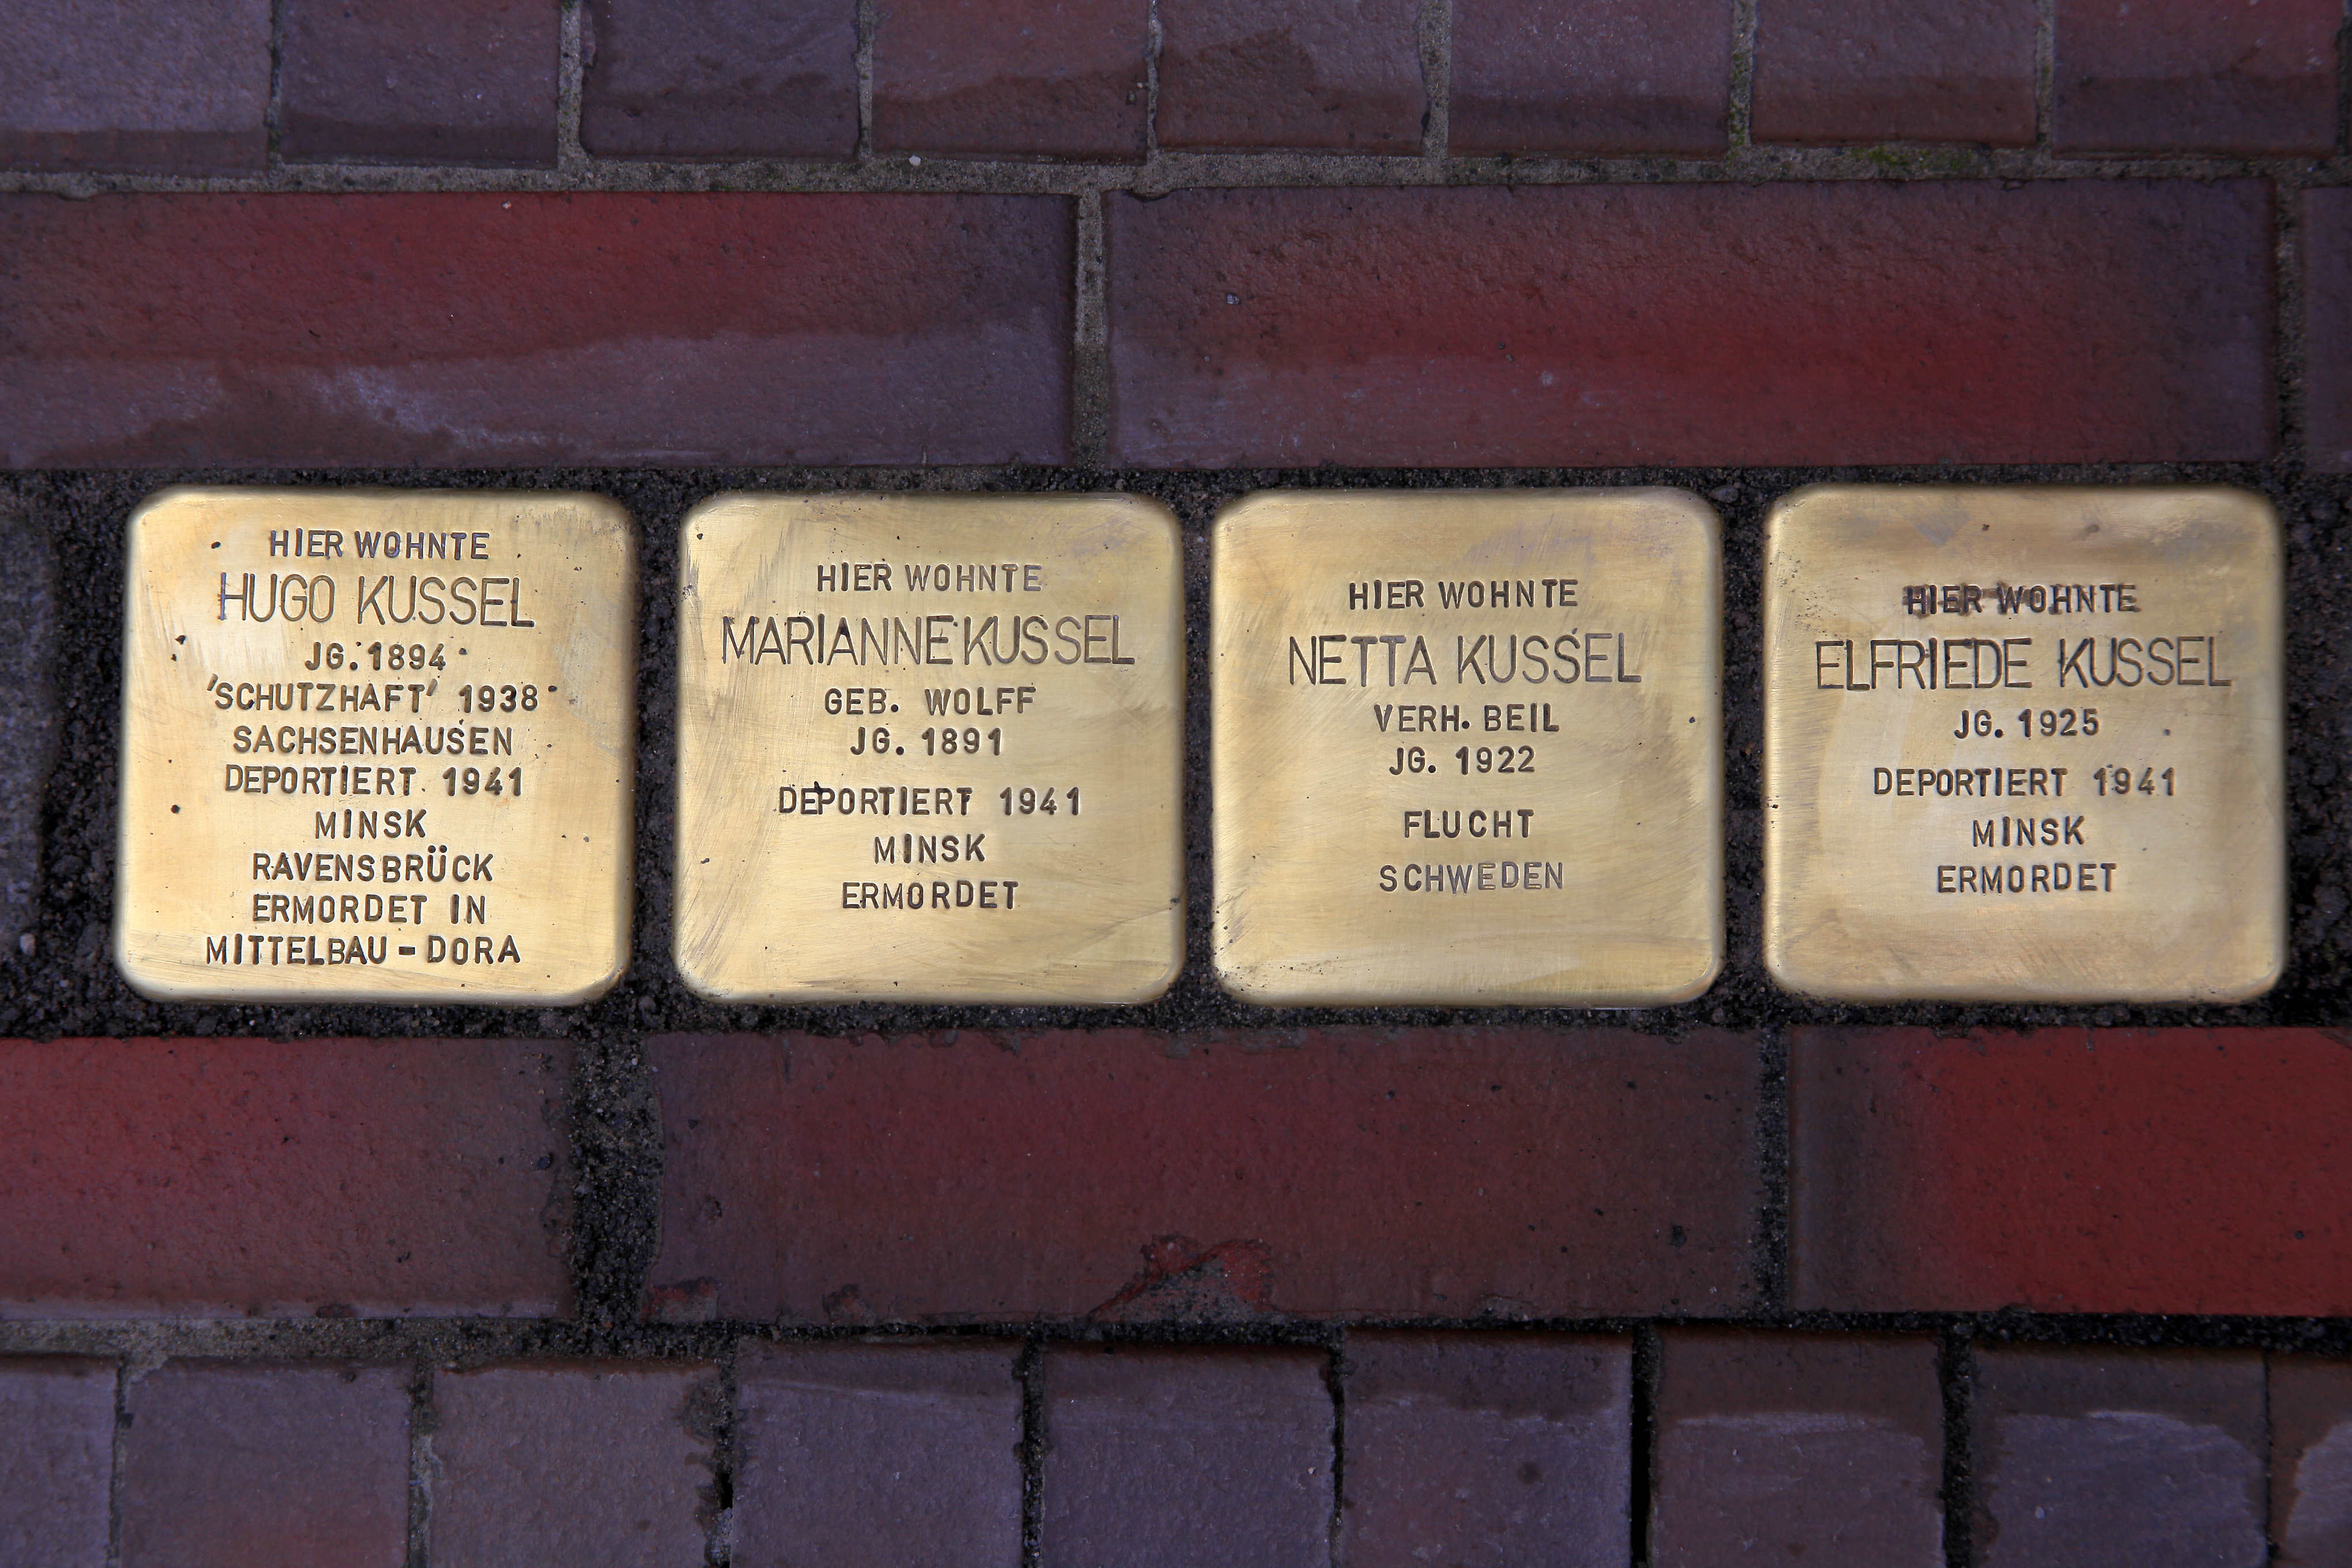 HIER WOHNTE
HUGO KUSSEL
JG. 1894
'SCHUTZHAFT' 1938
SACHSENHAUSEN
DEPORTIERT 1941
MINSK
RAVENSBRÜCK
ERMORDET IN
MITTELBAU-DORA
HIER WOHNTE
MARIANNE KUSSEL
GEB. WOLFF
JG. 1891
DEPORTIERT 1941
MINSK
ERMORDET
HIER WOHNTE
NETTA KUSSEL
VERH. BEIL
JG. 1922
FLUCHT
SCHWEDEN
HIER WOHNTE
ELFRIEDE KUSSEL
JG. 1925
DEPORTIERT 1941
MINSK
ERMORDET